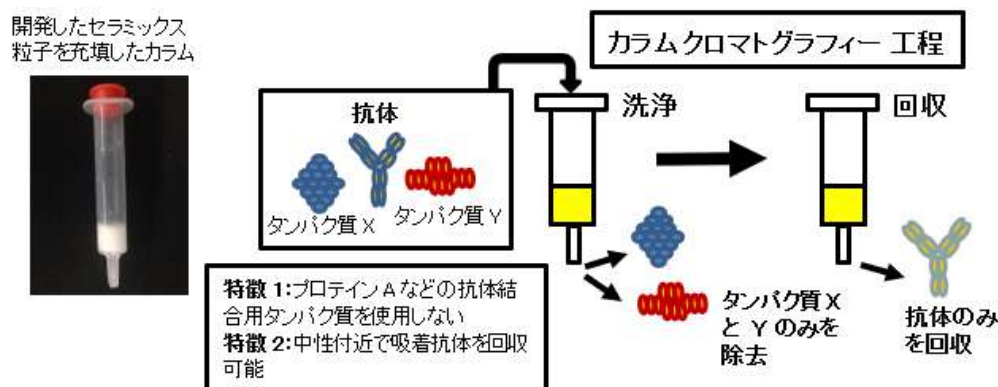 開発したセラミックス
粒子を充填したカラム
カラムクロマトグラフィー工程
抗体
タンパク質X
タンパク質Y
洗浄
回収
特徴1:プロテインAなどの抗体結
合用タンパク質を使用しない
特徴2:中性付近で吸着抗体を回収
可能
タンパク質X
とYのみを
除去
抗体のみ
を回収